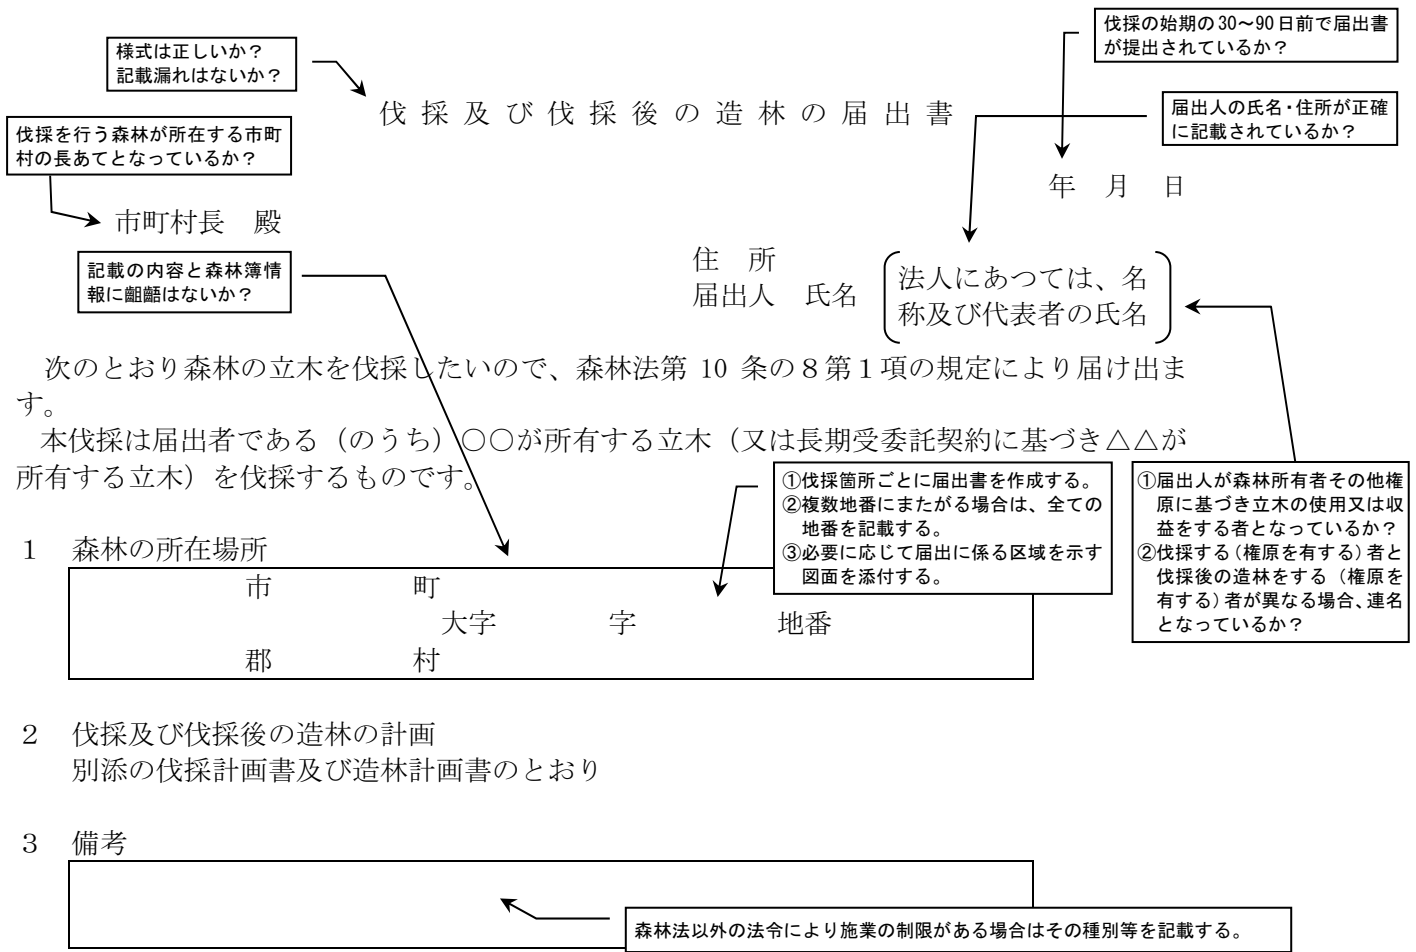 伐採の始期の30～90日前で届出書
が提出されているか？
様式は正しいか？
記載漏れはないか？
伐採及び伐採後の造林の届出書
届出人の氏名・住所が正確
に記載されているか？
伐採を行う森林が所在する市町
村の長あてとなっているか？
年　月　日
市町村長　殿
記載の内容と森林簿情
報に齟齬はないか？
住　所
届出人　氏名
法人にあつては、名
称及び代表者の氏名
次のとおり森林の立木を伐採したいので、森林法第 10 条の８第１項の規定により届け出ま
す。
本伐採は届出者である（のうち）〇〇が所有する立木（又は長期受委託契約に基づき△△が
所有する立木）を伐採するものです。
①伐採箇所ごとに届出書を作成する。
②複数地番にまたがる場合は、全ての
地番を記載する。
③必要に応じて届出に係る区域を示す
図面を添付する。
①届出人が森林所有者その他権
原に基づき立木の使用又は収
益をする者となっているか？
②伐採する（権原を有する）者と
伐採後の造林をする（権原を
有する）者が異なる場合、連名
となっているか？
１　森林の所在場所
市　町
大字　字　地番
郡　村
２　伐採及び伐採後の造林の計画
別添の伐採計画書及び造林計画書のとおり
３　備考
森林法以外の法令により施業の制限がある場合はその種別等を記載する。